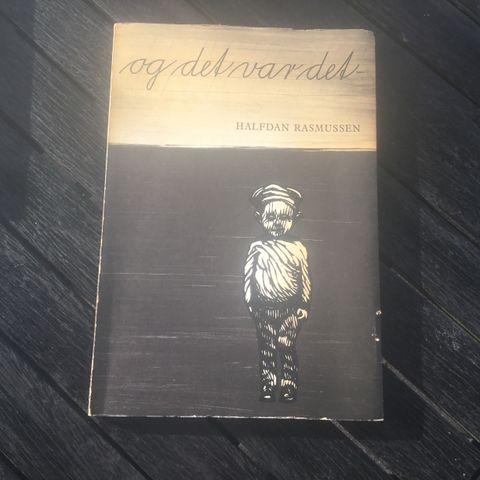 og det var det-
HALFDAN RASMUSSEN